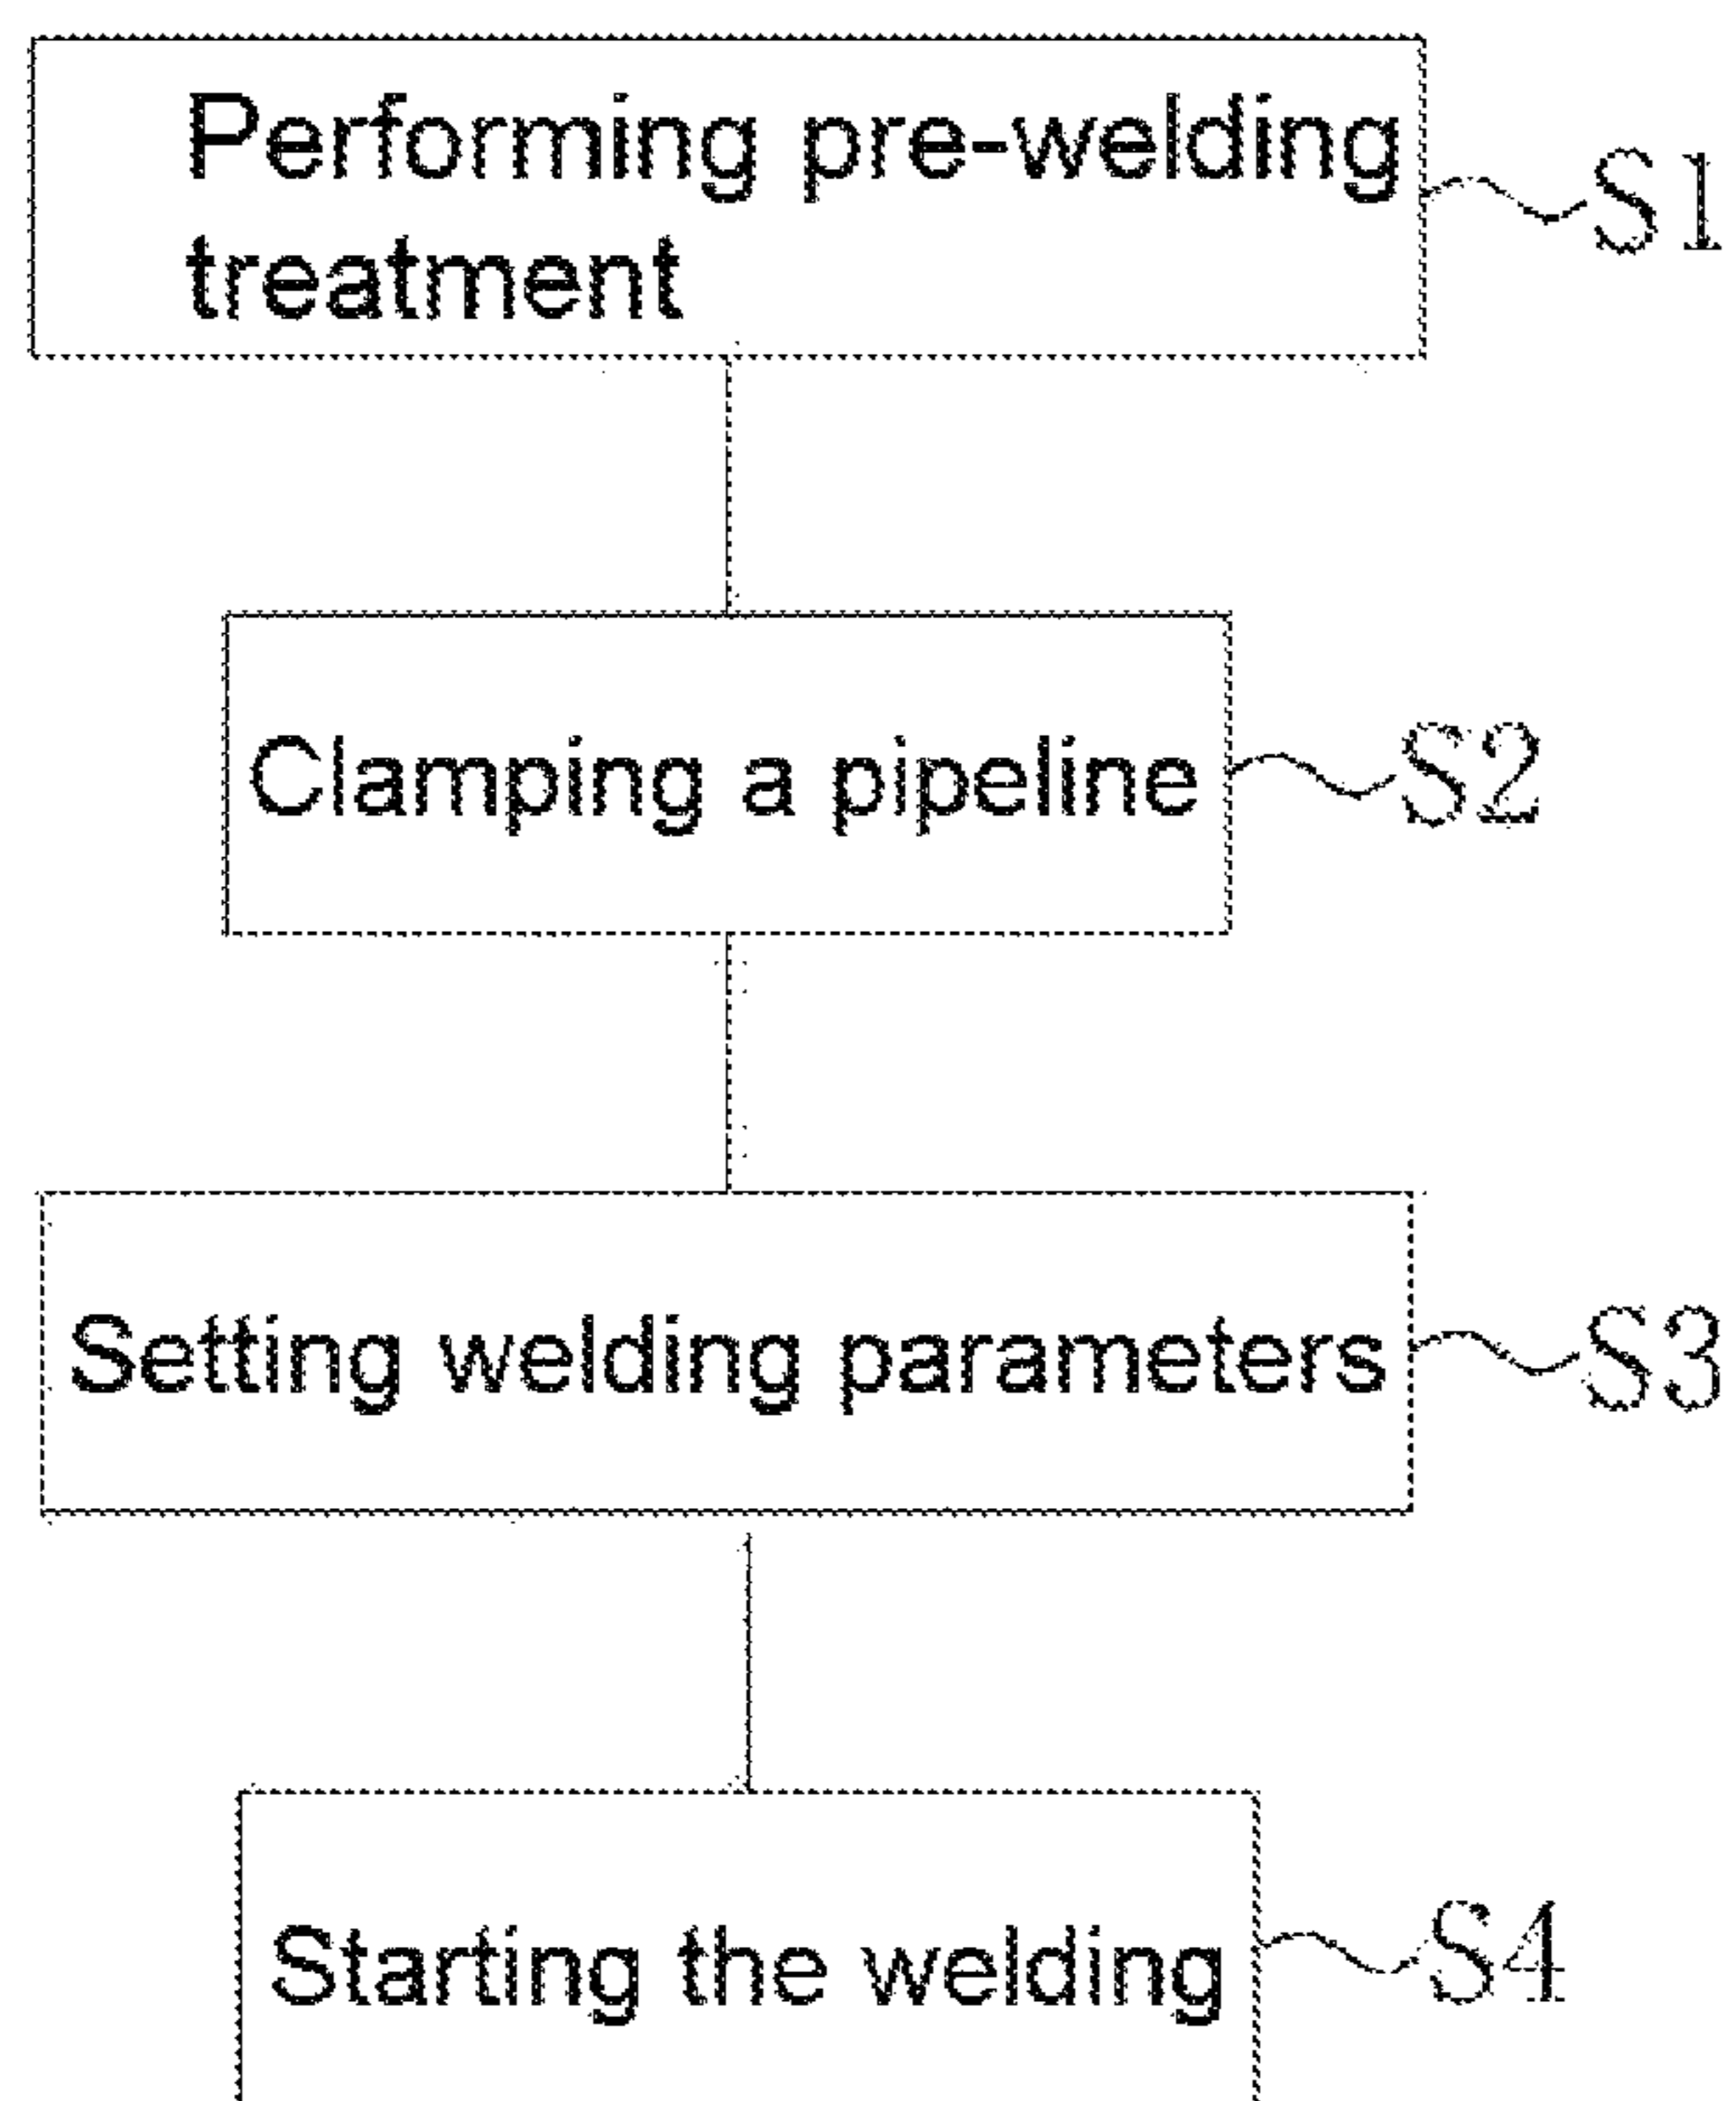 Performing pre-welding
treatment
S1
Clamping a pipeline
S2
Setting welding parameters
S3
Starting the welding
S4